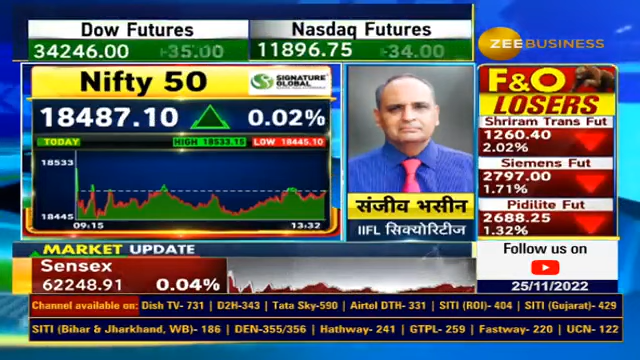 Dow Futures
34246.00 +35.00
Nasdaq Futures
11896.75 +34.00
ZEE BUSINESS
Nifty 50
SIGNATURE GLOBAL
18487.10 0.02%
TODAY HIGH 18533.15 LOW 18445.10
18533
18445
09:15 13:32
संजीव भसीन
IIFL सिक्योरिटीज
F&O
LOSERS
Shriram Trans Fut
1260.40
2.02%
Siemens Fut
2797.00
1.71%
Pidilite Fut
2688.25
1.32%
MARKET UPDATE
Sensex
62248.91 0.04%
Follow us on
25/11/2022
Channel available on: Dish TV- 731 | D2H-343 | Tata Sky-590 | Airtel DTH- 331 | SITI (ROI)- 404 | SITI (Gujarat)- 429
SITI (Bihar & Jharkhand, WB)- 186 | DEN-355/356 | Hathway- 241 | GTPL- 259 | Fastway- 220 | UCN- 122